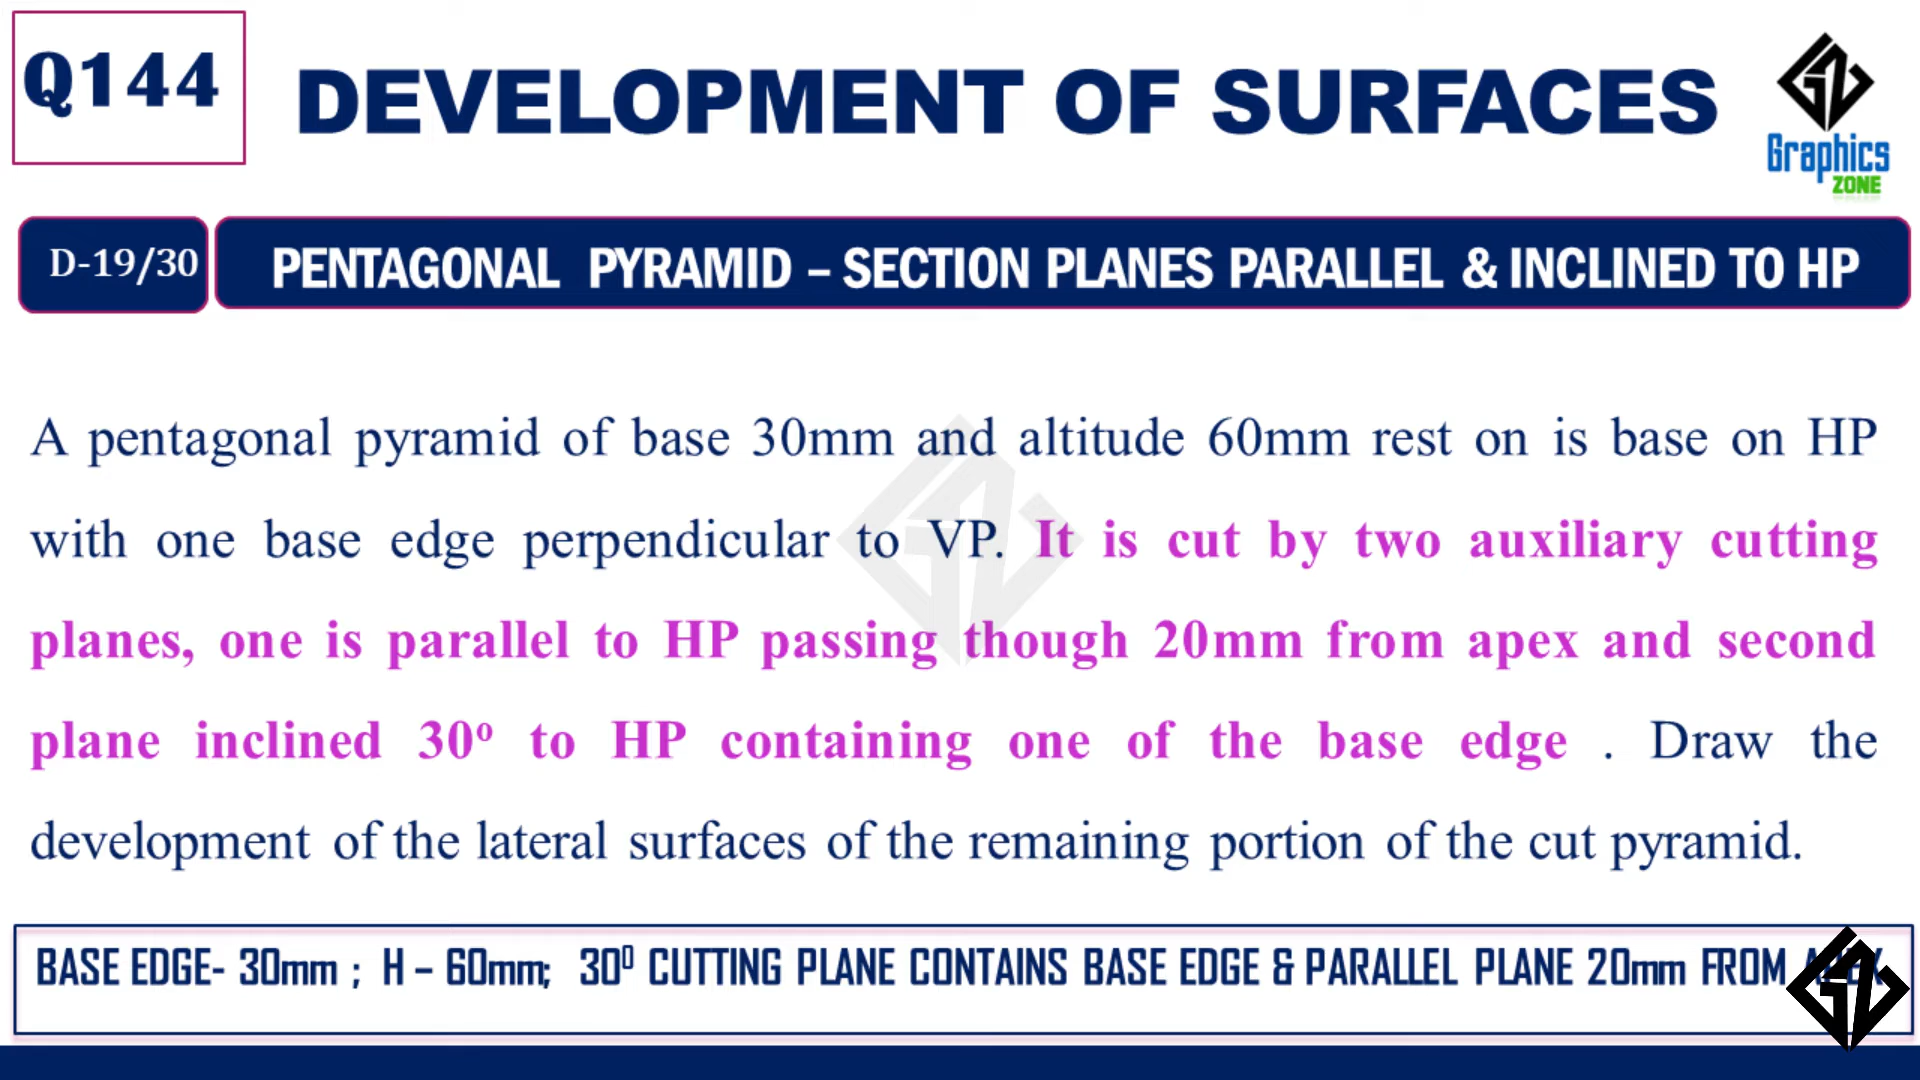 Q144
DEVELOPMENT OF SURFACES
Graphics
ZONE
D-19/30
PENTAGONAL PYRAMID – SECTION PLANES PARALLEL & INCLINED TO HP
A pentagonal pyramid of base 30mm and altitude 60mm rest on is base on HP
with one base edge perpendicular to VP. It is cut by two auxiliary cutting
planes, one is parallel to HP passing though 20mm from apex and second
plane inclined 30º to HP containing one of the base edge . Draw the
development of the lateral surfaces of the remaining portion of the cut pyramid.
BASE EDGE- 30mm ; H – 60mm; 30⁰ CUTTING PLANE CONTAINS BASE EDGE & PARALLEL PLANE 20mm FROM